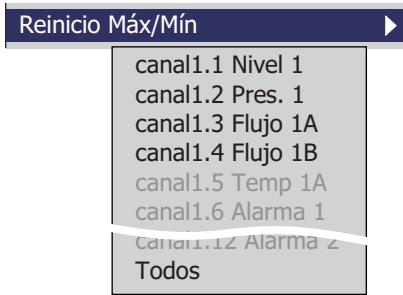 Reinicio Máx/Mín
canal1.1 Nivel 1
canal1.2 Pres. 1
canal1.3 Flujo 1A
canal1.4 Flujo 1B
canal1.5 Temp 1A
canal1.6 Alarma 1
canal1.12 Alarma 2
Todos